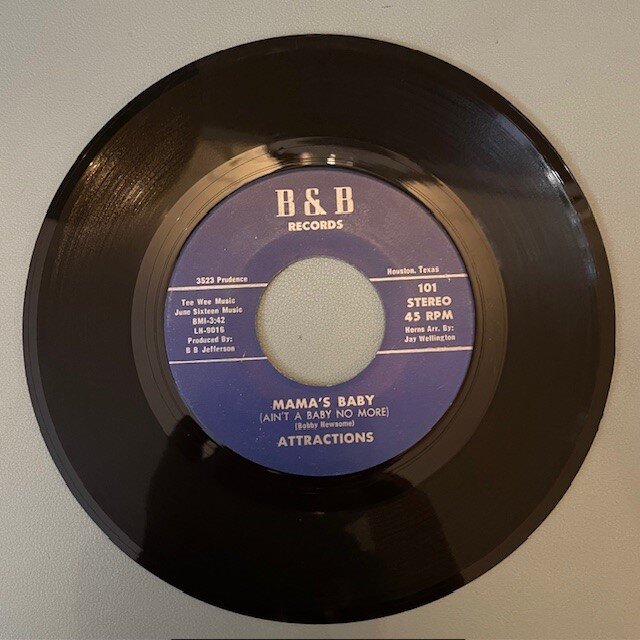 B & B
RECORDS
3523 Prudence
Houston, Texas
Tee Wee Music
June Sixteen Music
BMI-3:42
LH-9016
Produced By:
B B Jefferson
101
STEREO
45 RPM
Horns Arr. By:
Jay Wellington
MAMA'S BABY
(AIN'T A BABY NO MORE)
(Bobby Newsome)
ATTRACTIONS